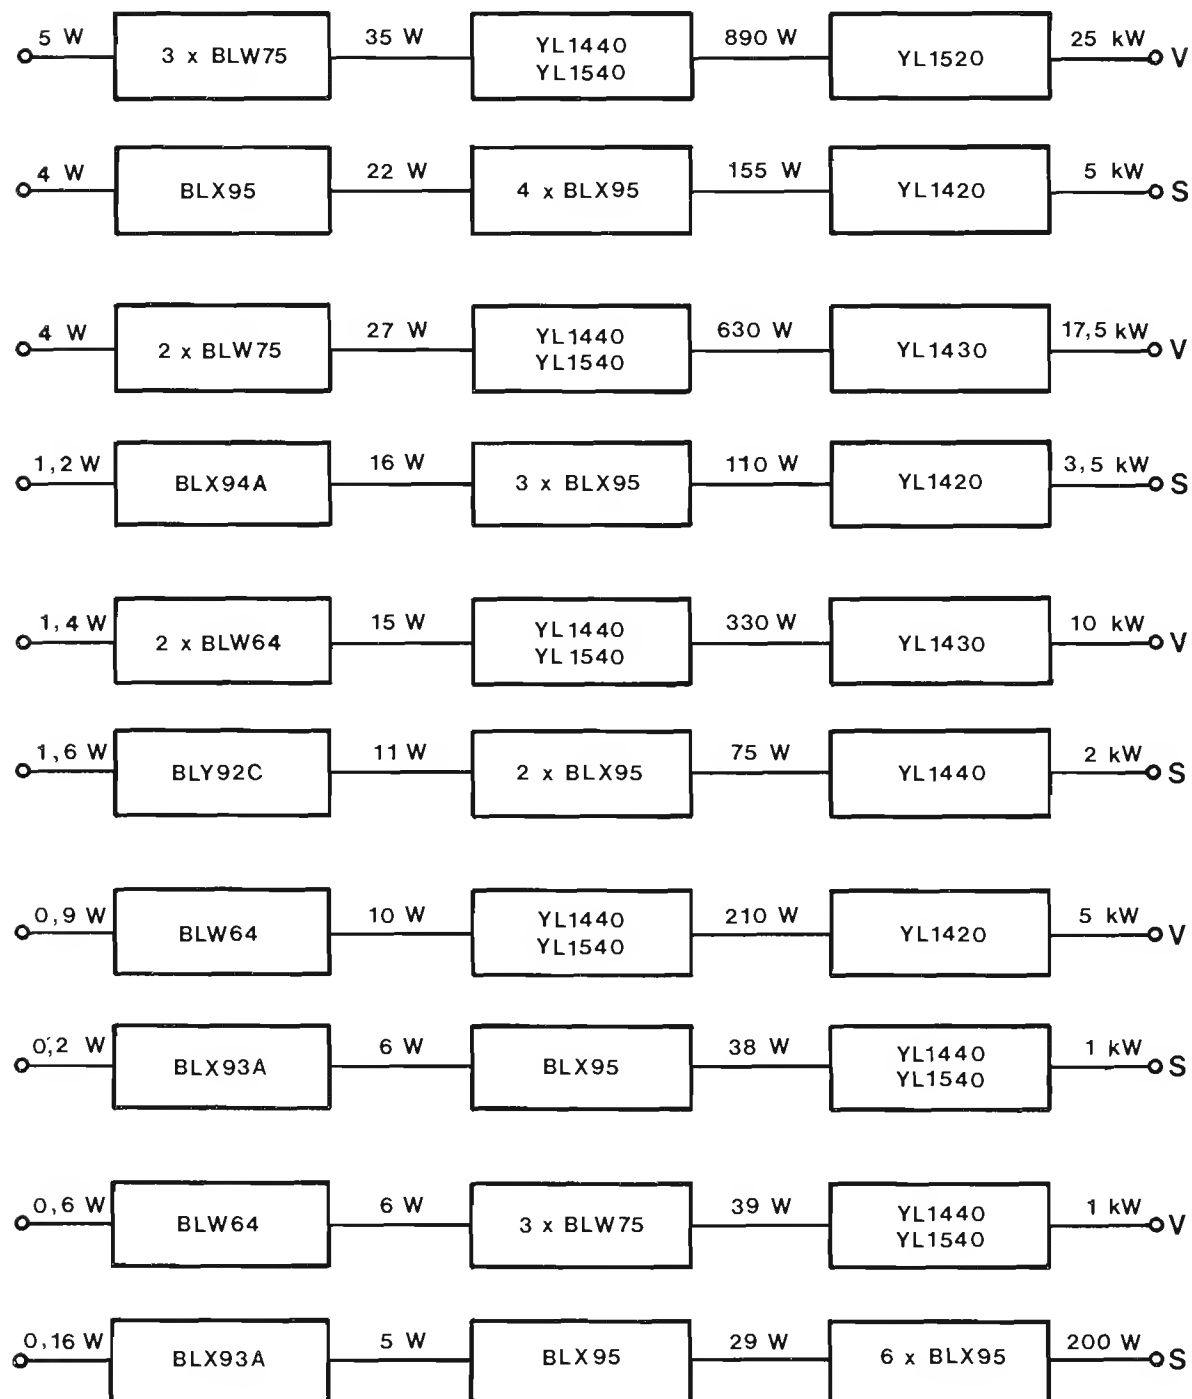 5 W 3 x BLW75 35 W YL1440 890 W YL1520 25 kW V
YL1540
4 W BLX95 22 W 4 x BLX95 155 W YL1420 5 kW S
4 W 2 x BLW75 27 W YL1440 630 W YL1430 17,5 kW V
YL1540
1,2 W BLX94A 16 W 3 x BLX95 110 W YL1420 3,5 kW S
1,4 W 2 x BLW64 15 W YL1440 330 W YL1430 10 kW V
YL1540
1,6 W BLY92C 11 W 2 x BLX95 75 W YL1440 2 kW S
0,9 W BLW64 10 W YL1440 210 W YL1420 5 kW V
YL1540
0,2 W BLX93A 6 W BLX95 38 W YL1440 1 kW S
YL1540
0,6 W BLW64 6 W 3 x BLW75 39 W YL1440 1 kW V
YL1540
0,16 W BLX93A 5 W BLX95 29 W 6 x BLX95 200 W S